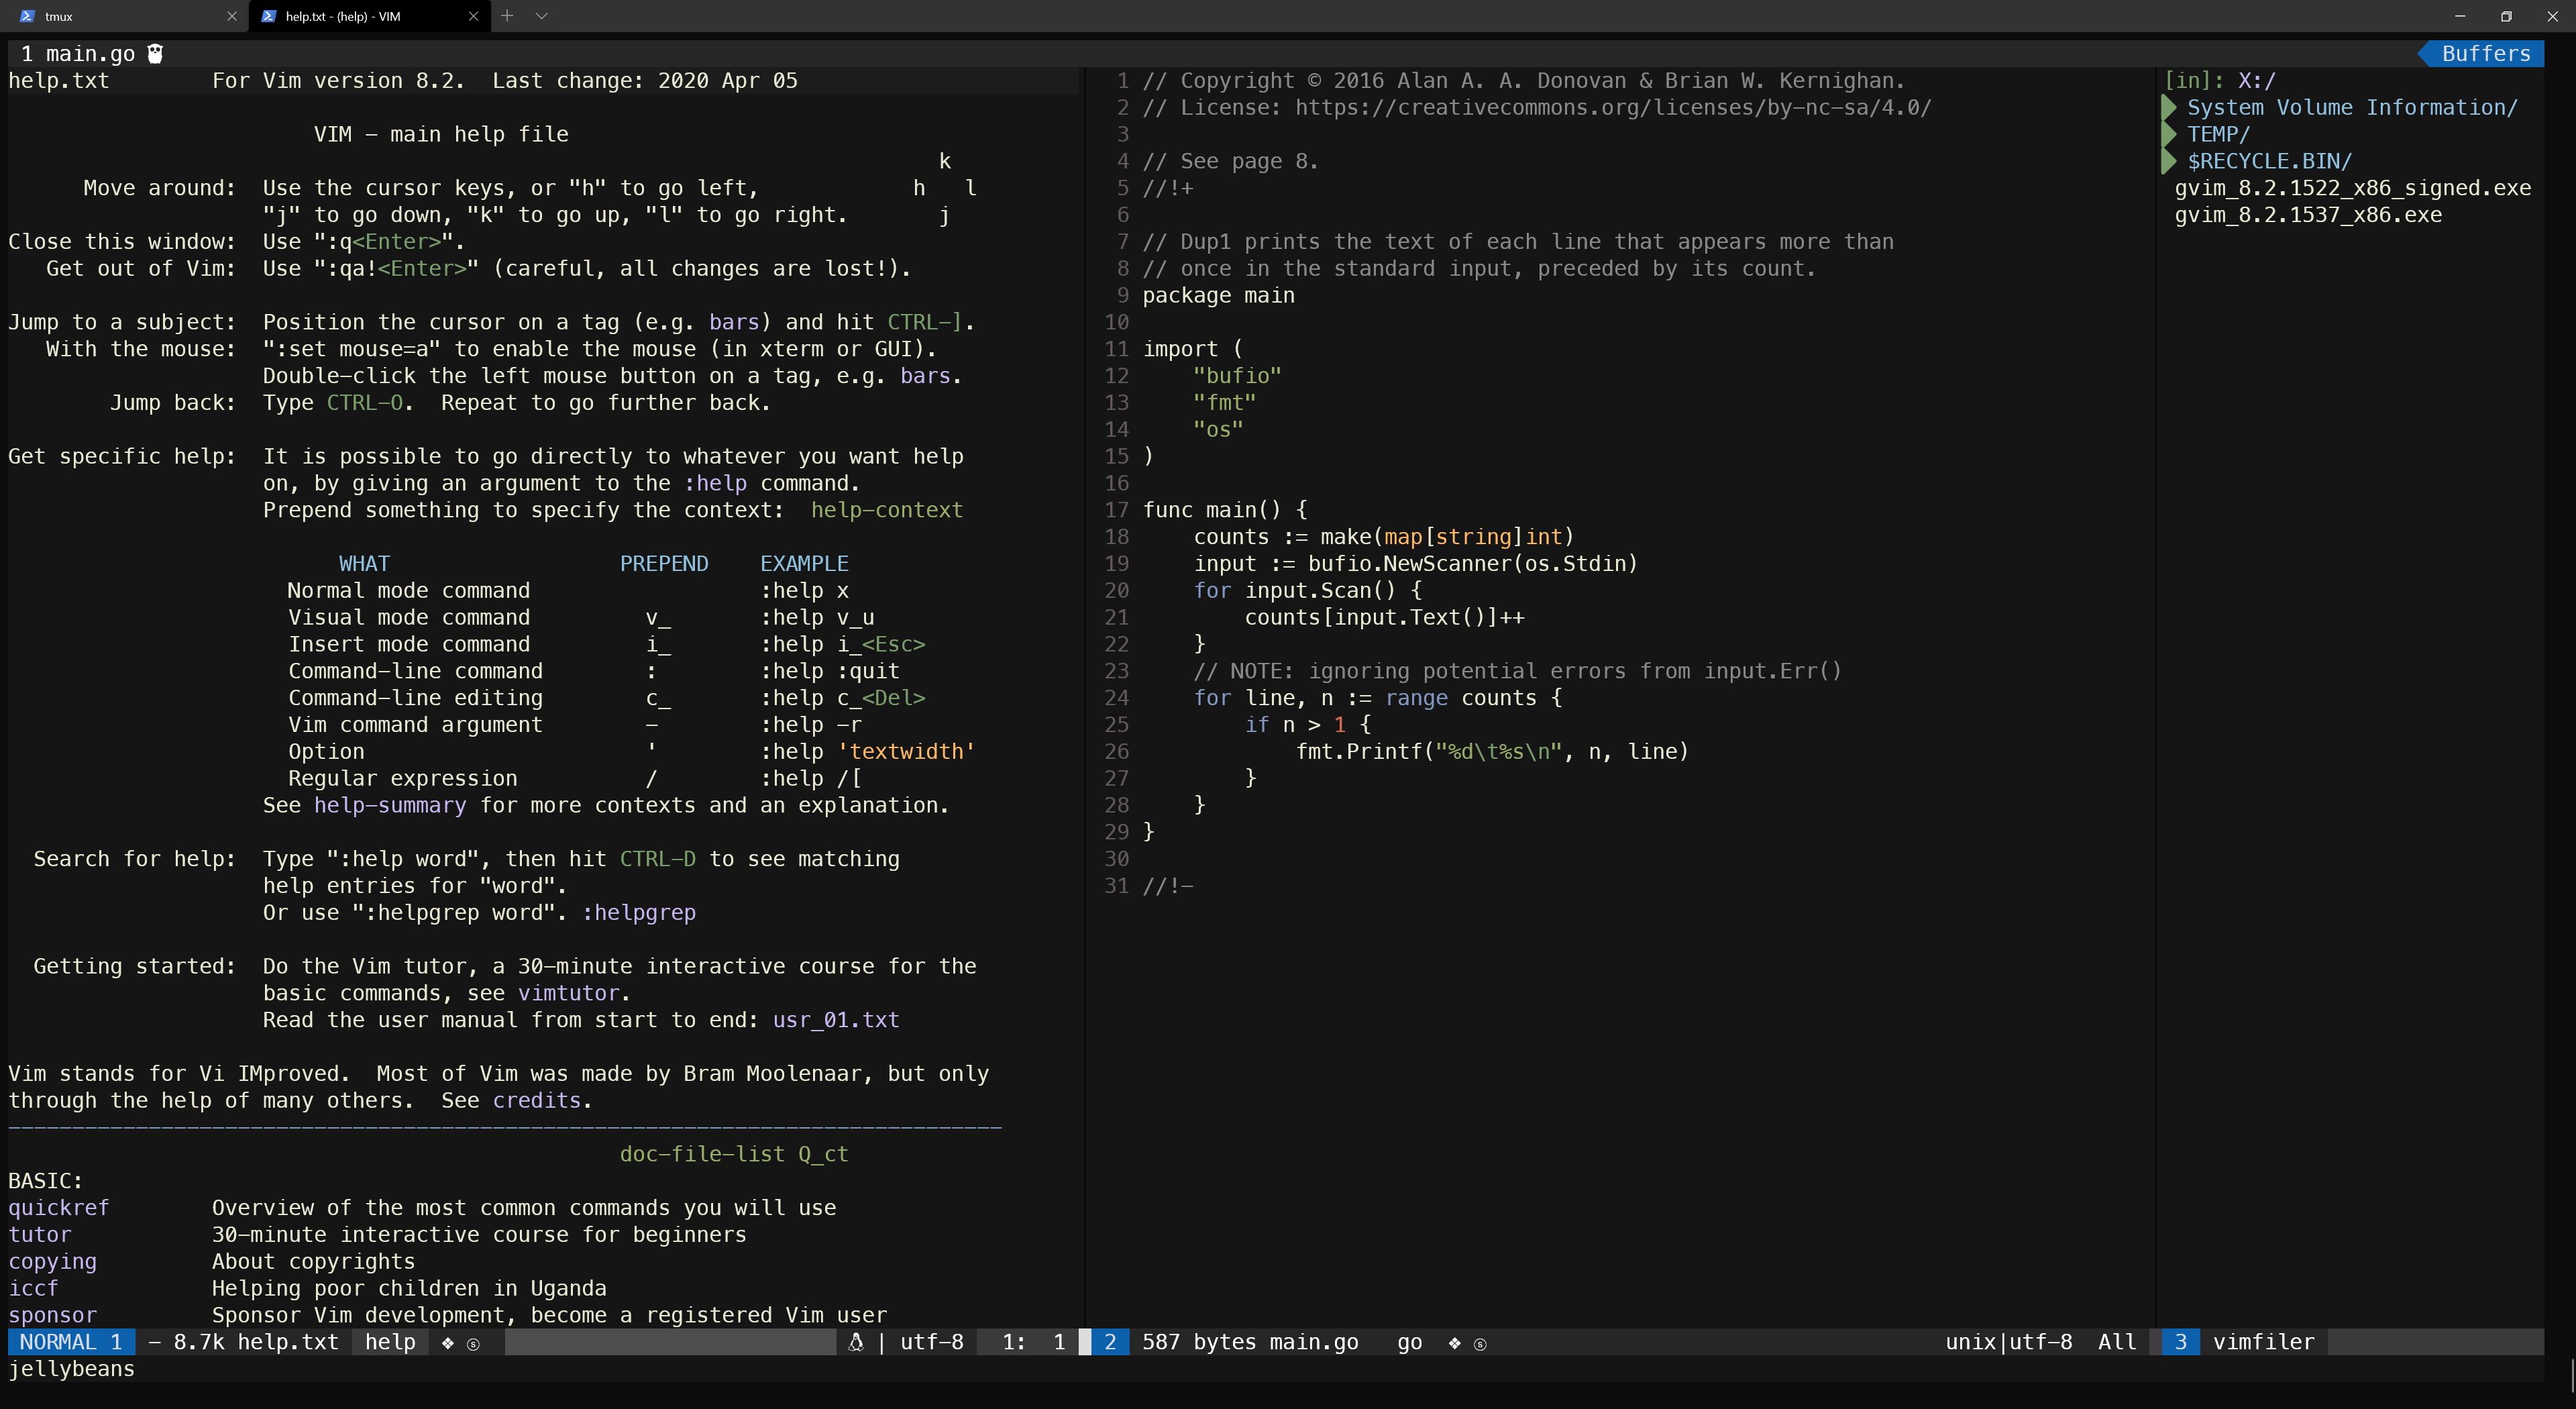 tmux
help.txt - (help) - VIM
1 main.go
Buffers
help.txt        For Vim version 8.2.  Last change: 2020 Apr 05
VIM - main help file
k
Move around:  Use the cursor keys, or "h" to go left,            h   l
"j" to go down, "k" to go up, "l" to go right.       j
Close this window:  Use ":q<Enter>".
Get out of Vim:  Use ":qa!<Enter>" (careful, all changes are lost!).
Jump to a subject:  Position the cursor on a tag (e.g. bars) and hit CTRL-].
With the mouse:  ":set mouse=a" to enable the mouse (in xterm or GUI).
Double-click the left mouse button on a tag, e.g. bars.
Jump back:  Type CTRL-O.  Repeat to go further back.
Get specific help:  It is possible to go directly to whatever you want help
on, by giving an argument to the :help command.
Prepend something to specify the context:  help-context
WHAT                  PREPEND    EXAMPLE
Normal mode command                  :help x
Visual mode command         v_       :help v_u
Insert mode command         i_       :help i_<Esc>
Command-line command        :        :help :quit
Command-line editing        c_       :help c_<Del>
Vim command argument        -        :help -r
Option                      '        :help 'textwidth'
Regular expression          /        :help /[
See help-summary for more contexts and an explanation.
Search for help:  Type ":help word", then hit CTRL-D to see matching
help entries for "word".
Or use ":helpgrep word". :helpgrep
Getting started:  Do the Vim tutor, a 30-minute interactive course for the
basic commands, see vimtutor.
Read the user manual from start to end: usr_01.txt
Vim stands for Vi IMproved.  Most of Vim was made by Bram Moolenaar, but only
through the help of many others.  See credits.
------------------------------------------------------------------------------
doc-file-list Q_ct
BASIC:
quickref        Overview of the most common commands you will use
tutor           30-minute interactive course for beginners
copying         About copyrights
iccf            Helping poor children in Uganda
sponsor         Sponsor Vim development, become a registered Vim user
1 // Copyright © 2016 Alan A. A. Donovan & Brian W. Kernighan.
2 // License: https://creativecommons.org/licenses/by-nc-sa/4.0/
3
4 // See page 8.
5 //!+
6
7 // Dup1 prints the text of each line that appears more than
8 // once in the standard input, preceded by its count.
9 package main
10
11 import (
12     "bufio"
13     "fmt"
14     "os"
15 )
16
17 func main() {
18     counts := make(map[string]int)
19     input := bufio.NewScanner(os.Stdin)
20     for input.Scan() {
21         counts[input.Text()]++
22     }
23     // NOTE: ignoring potential errors from input.Err()
24     for line, n := range counts {
25         if n > 1 {
26             fmt.Printf("%d\t%s\n", n, line)
27         }
28     }
29 }
30
31 //!-
[in]: X:/
System Volume Information/
TEMP/
$RECYCLE.BIN/
gvim_8.2.1522_x86_signed.exe
gvim_8.2.1537_x86.exe
NORMAL 1  - 8.7k help.txt  help  ❖ ⓢ  | utf-8  1:  1
2  587 bytes main.go  go  ❖ ⓢ  unix|utf-8  All
3  vimfiler
jellybeans